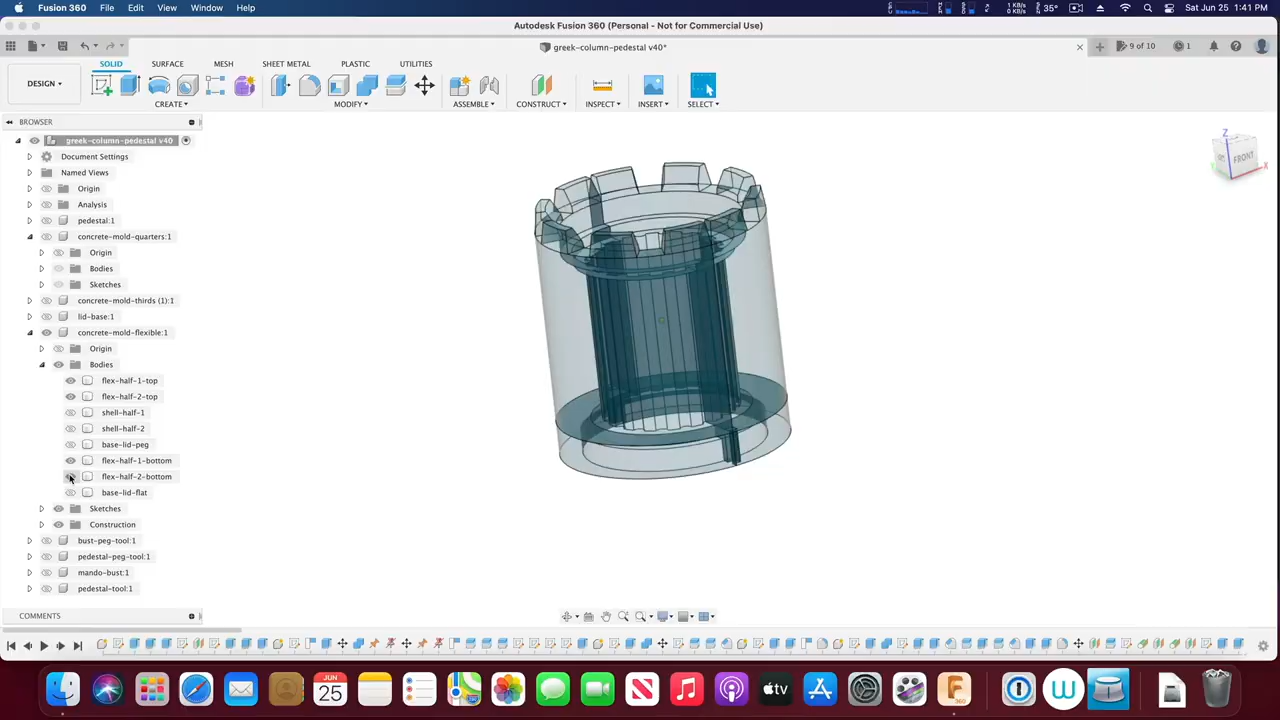 Fusion 360 File Edit View Window Help 35° Sat Jun 25 1:41 PM
Autodesk Fusion 360 (Personal - Not for Commercial Use)
greek-column-pedestal v40*
9 of 10 1
DESIGN
SOLID SURFACE MESH SHEET METAL PLASTIC UTILITIES
CREATE MODIFY ASSEMBLE CONSTRUCT INSPECT INSERT SELECT
BROWSER
greek-column-pedestal v40
Document Settings
Named Views
Origin
Analysis
pedestal:1
concrete-mold-quarters:1
Origin
Bodies
Sketches
concrete-mold-thirds (1):1
lid-base:1
concrete-mold-flexible:1
Origin
Bodies
flex-half-1-top
flex-half-2-top
shell-half-1
shell-half-2
base-lid-peg
flex-half-1-bottom
flex-half-2-bottom
base-lid-flat
Sketches
Construction
bust-peg-tool:1
pedestal-peg-tool:1
mando-bust:1
pedestal-tool:1
Z
FRONT
X
COMMENTS
JUN
25
tv
360